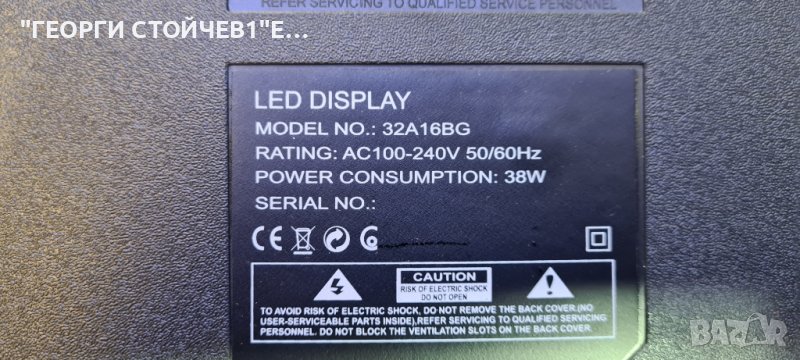 REFER SERVICING TO QUALIFIED SERVICE PERSONNEL
"ГЕОРГИ СТОЙЧЕВ1"Е...
LED DISPLAY
MODEL NO.: 32A16BG
RATING: AC100-240V 50/60Hz
POWER CONSUMPTION: 38W
SERIAL NO.:
CE
CAUTION
RISK OF ELECTRIC SHOCK
DO NOT OPEN
TO AVOID RISK OF ELECTRIC SHOCK, DO NOT REMOVE THE BACK COVER.(NO
USER-SERVICEABLE PARTS INSIDE),REFER SERVICING TO QUALIFIED SERVICING
PERSONNEL. DO NOT BLOCK THE VENTILATION SLOTS ON THE BACK COVER.
BAZAR